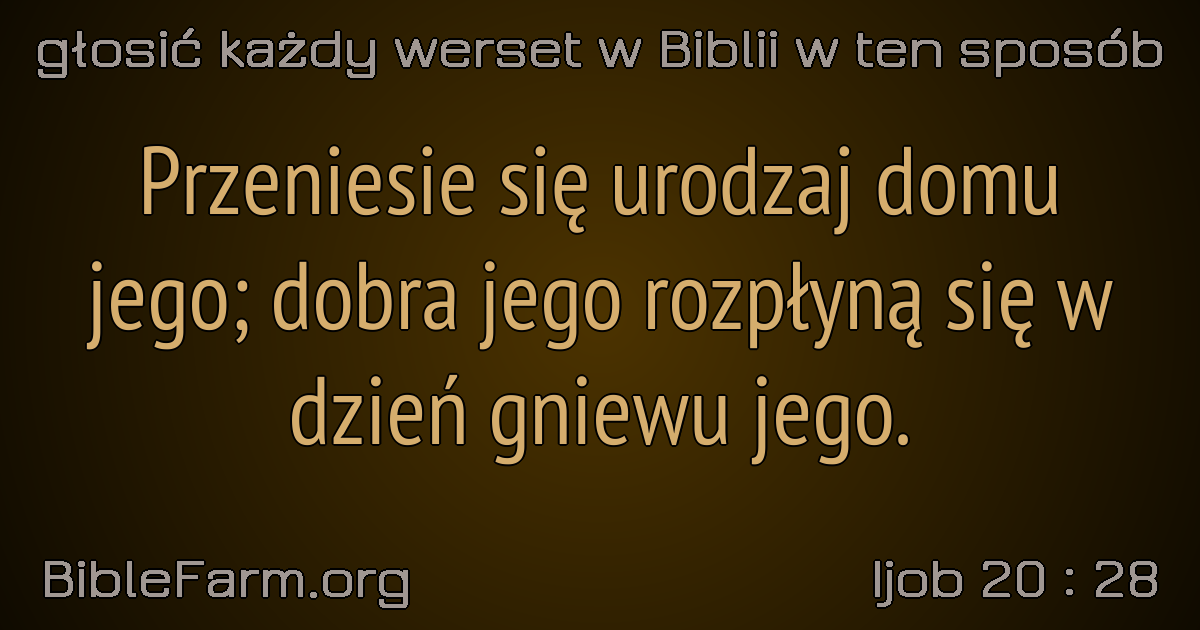 głosić każdy werset w Biblii w ten sposób
Przeniesie się urodzaj domu
jego; dobra jego rozpłyną się w
dzień gniewu jego.
BibleFarm.org
Ijob 20 : 28